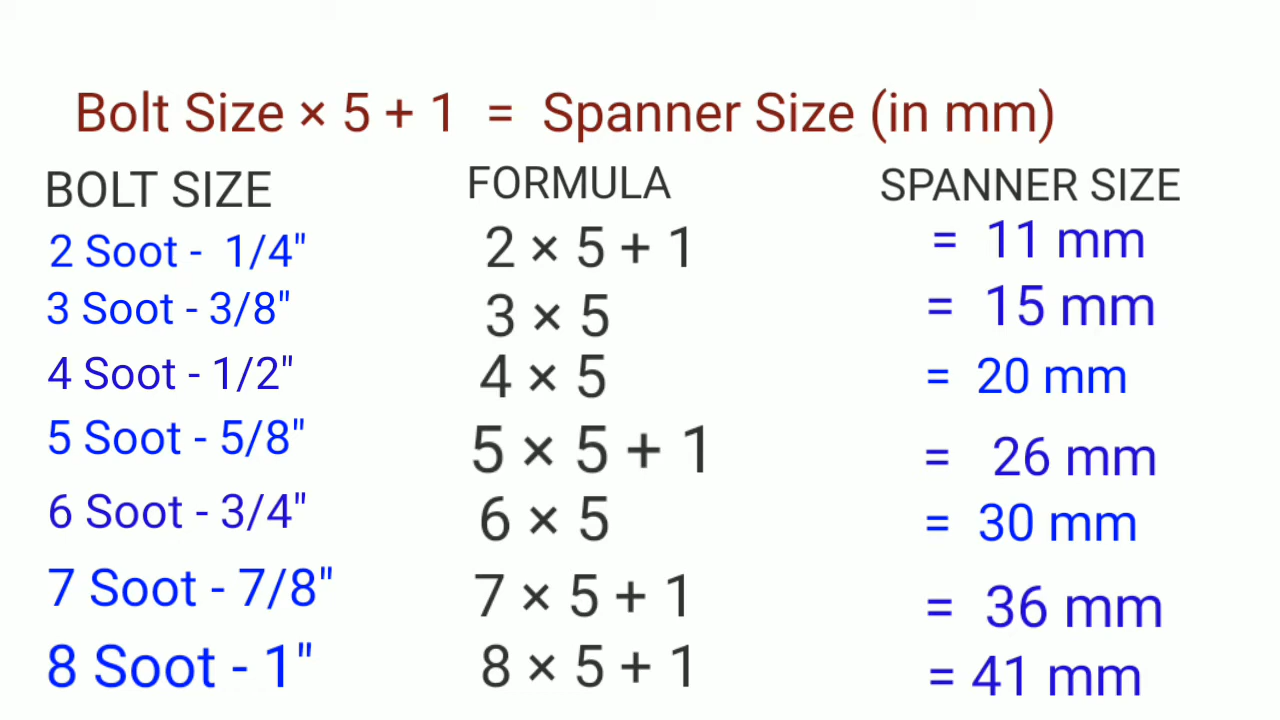 Bolt Size × 5 + 1 = Spanner Size (in mm)
BOLT SIZE FORMULA SPANNER SIZE
2 Soot - 1/4" 2 × 5 + 1 = 11 mm
3 Soot - 3/8" 3 × 5 = 15 mm
4 Soot - 1/2" 4 × 5 = 20 mm
5 Soot - 5/8" 5 × 5 + 1 = 26 mm
6 Soot - 3/4" 6 × 5 = 30 mm
7 Soot - 7/8" 7 × 5 + 1 = 36 mm
8 Soot - 1" 8 × 5 + 1 = 41 mm